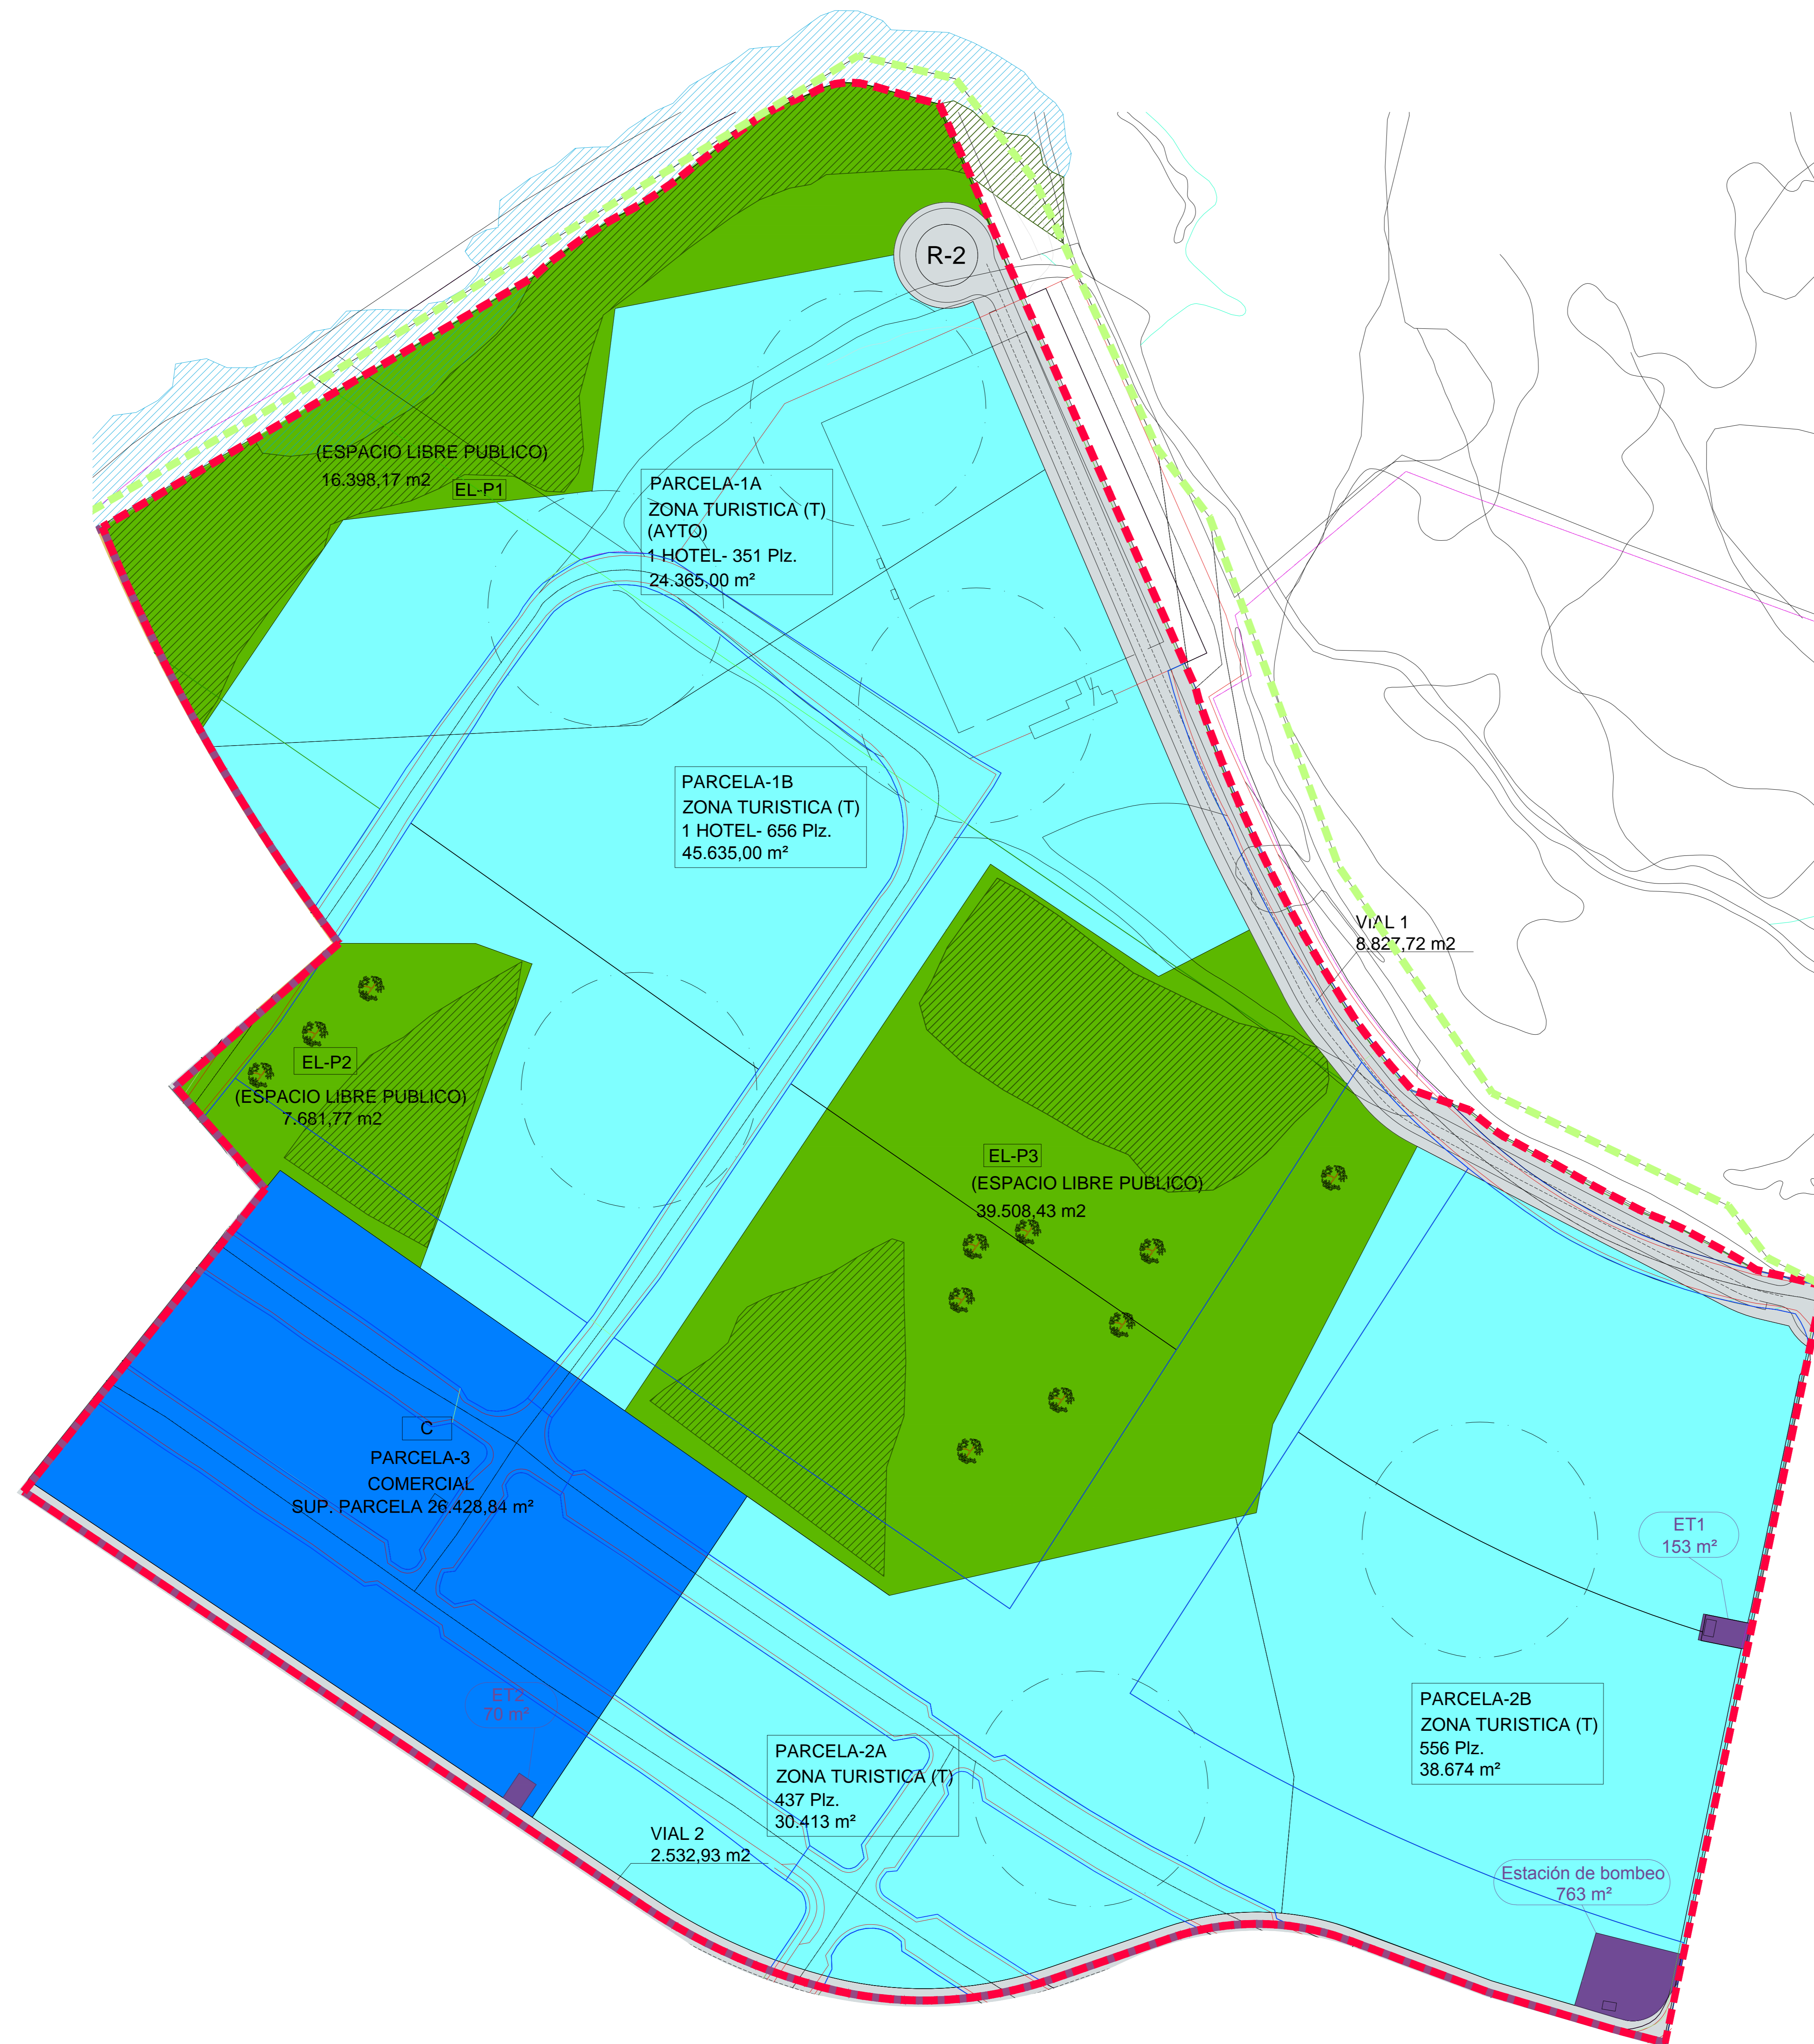 R-2
(ESPACIO LIBRE PUBLICO)
16.398,17 m2
EL-P1
PARCELA-1A
ZONA TURISTICA (T)
(AYTO)
1 HOTEL- 351 Plz.
24.365,00 m²
PARCELA-1B
ZONA TURISTICA (T)
1 HOTEL- 656 Plz.
45.635,00 m²
VIAL 1
8.827,72 m2
EL-P2
(ESPACIO LIBRE PUBLICO)
7.681,77 m2
EL-P3
(ESPACIO LIBRE PUBLICO)
39.508,43 m2
C
PARCELA-3
COMERCIAL
SUP. PARCELA 26.428,84 m²
ET1
153 m²
ET2
70 m²
PARCELA-2B
ZONA TURISTICA (T)
556 Plz.
38.674 m²
PARCELA-2A
ZONA TURISTICA (T)
437 Plz.
30.413 m²
VIAL 2
2.532,93 m2
Estación de bombeo
763 m²